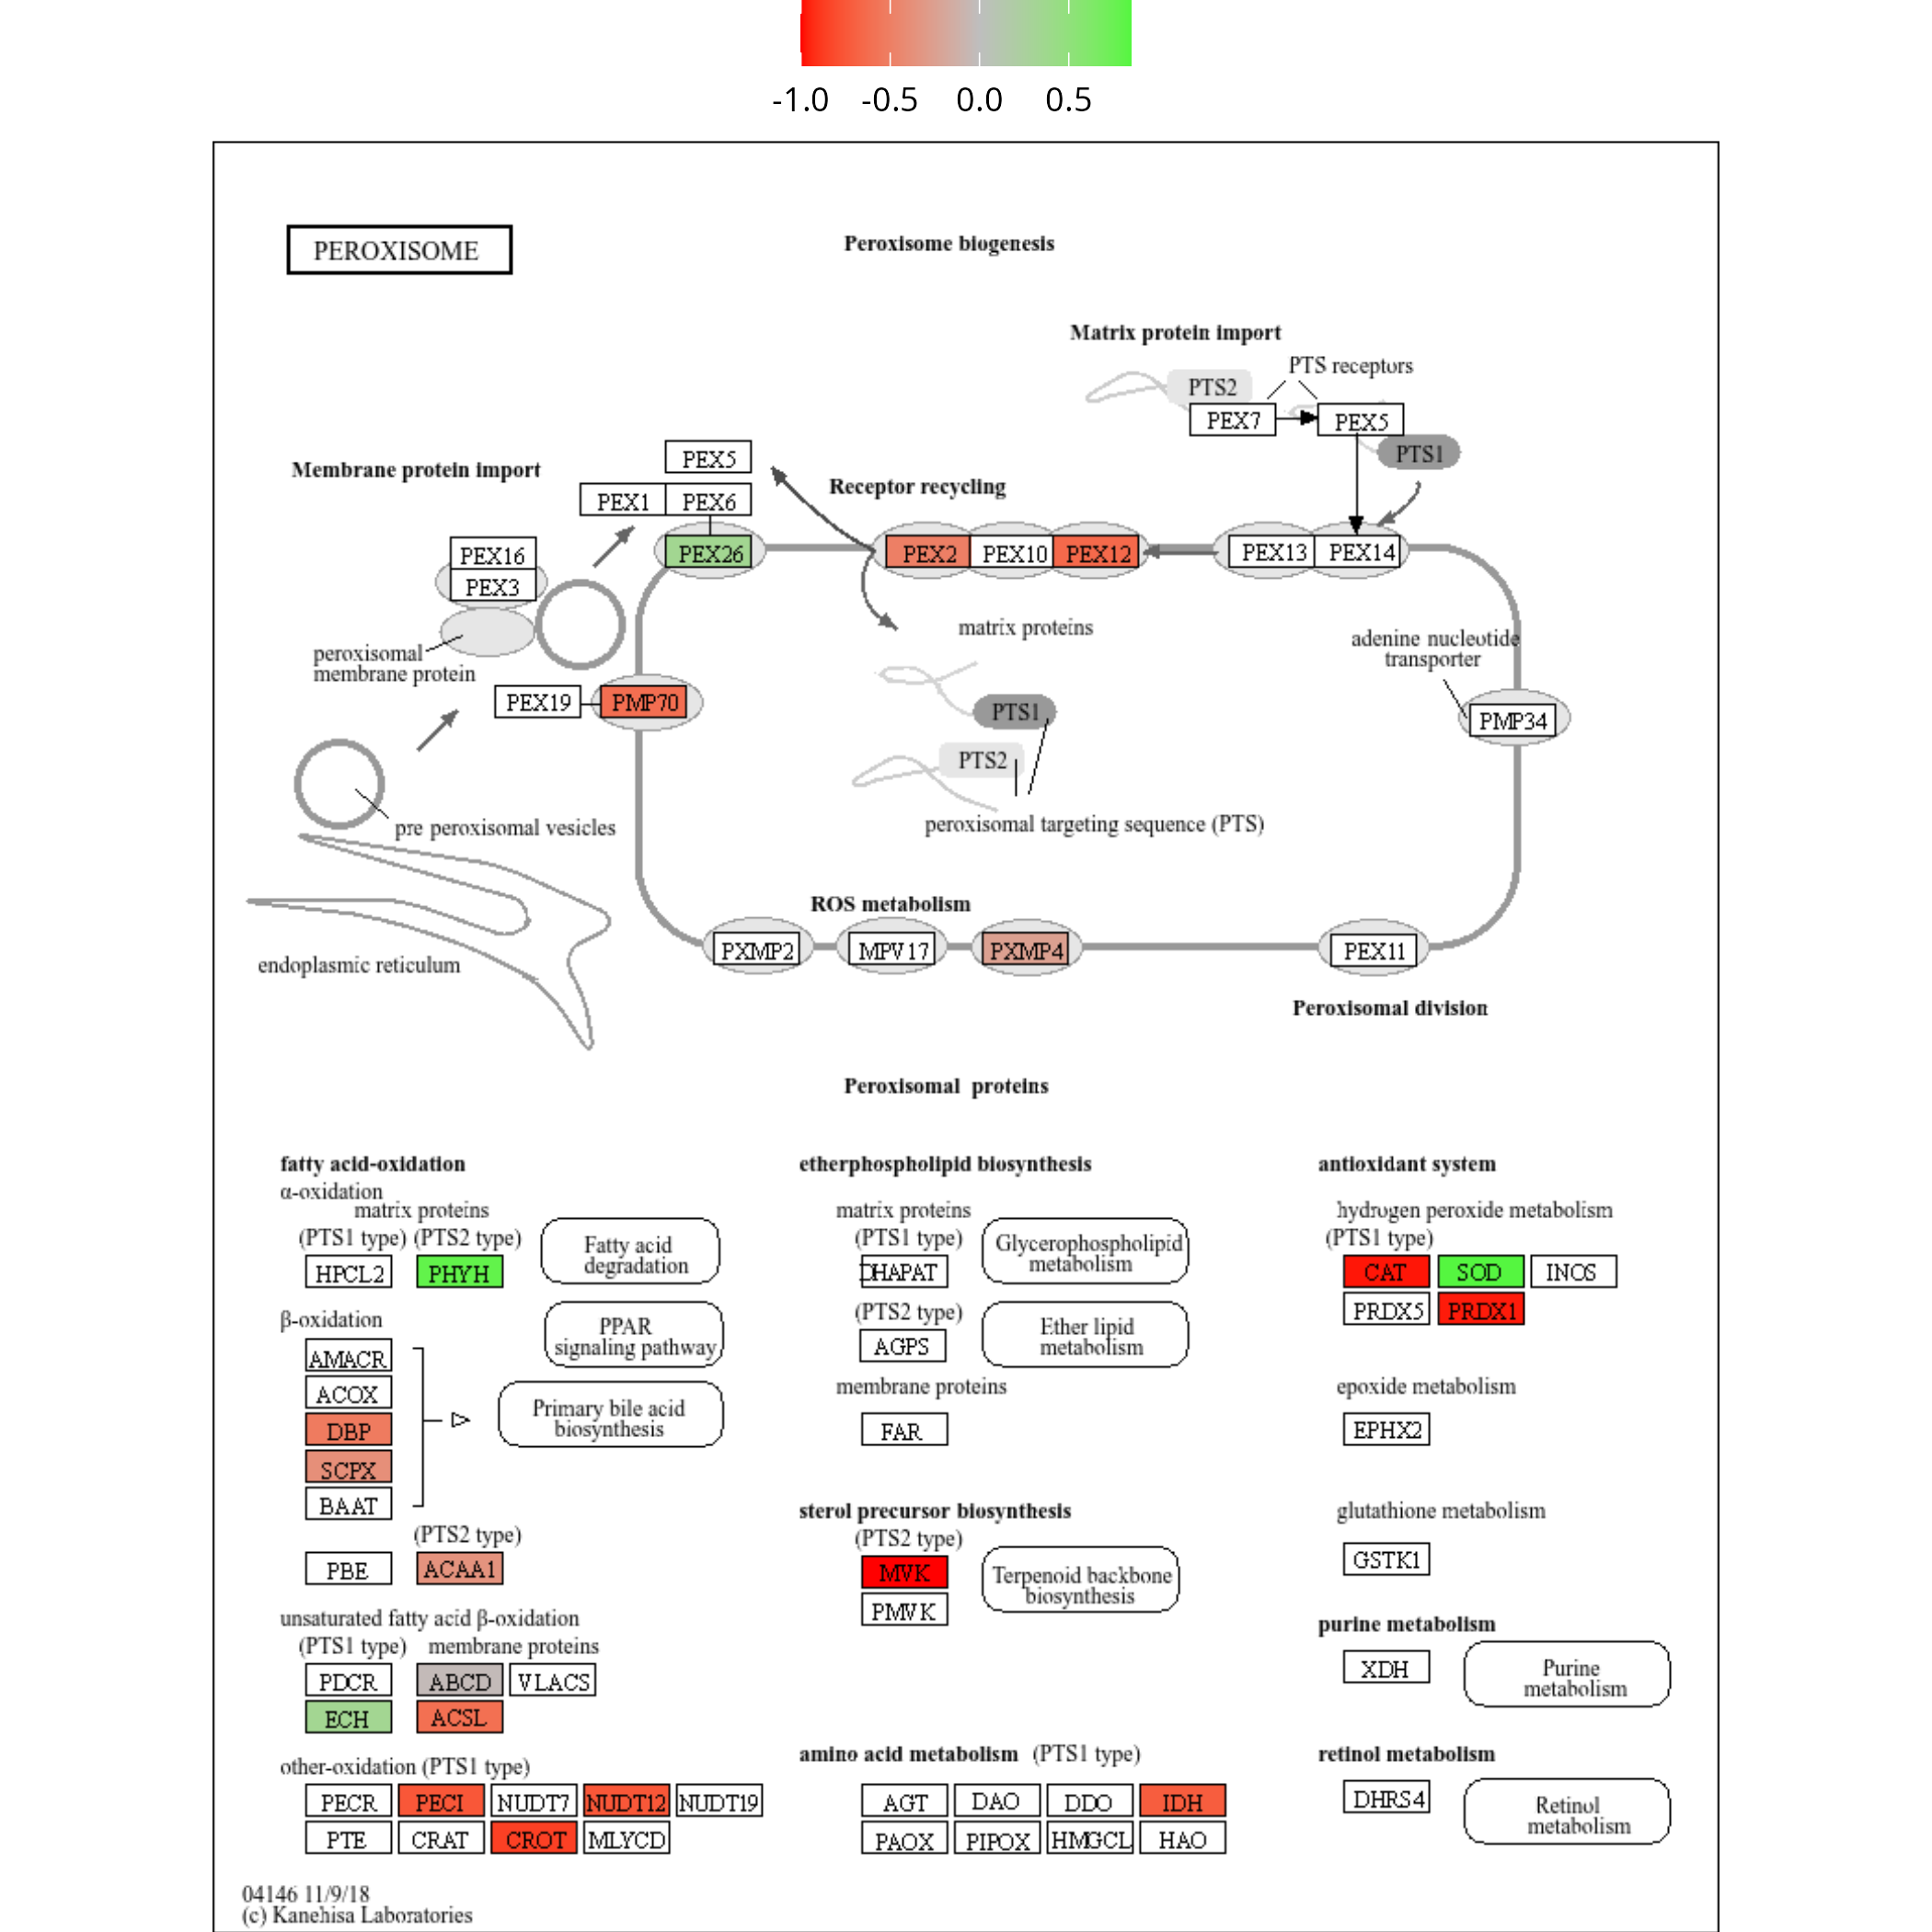 -1.0 -0.5 0.0 0.5
PEROXISOME
Peroxisome biogenesis
Matrix protein import
PTS receptors
PTS2
PEX7
PEX5
PTS1
Membrane protein import
PEX5
PEX1
PEX6
Receptor recycling
PEX16
PEX3
PEX26
PEX2
PEX10
PEX12
PEX13
PEX14
peroxisomal
membrane protein
matrix proteins
adenine nucleotide
transporter
PEX19
PMP70
PTS1
PMP34
PTS2
pre peroxisomal vesicles
peroxisomal targeting sequence (PTS)
ROS metabolism
PXMP2
MPV17
PXMP4
PEX11
endoplasmic reticulum
Peroxisomal division
Peroxisomal proteins
fatty acid-oxidation
α-oxidation
matrix proteins
(PTS1 type) (PTS2 type)
HPCL2
PHYH
Fatty acid
degradation
β-oxidation
PPAR
signaling pathway
AMACR
ACOX
DBP
SCPX
BAAT
Primary bile acid
biosynthesis
(PTS2 type)
PBE
ACAA1
unsaturated fatty acid β-oxidation
(PTS1 type) membrane proteins
PDCR
ABCD
VLACS
ECH
ACSL
other-oxidation (PTS1 type)
PECR
PECI
NUDT7
NUDT12
NUDT19
PTE
CRAT
CROT
MLYCD
etherphospholipid biosynthesis
matrix proteins
(PTS1 type)
DHAPAT
Glycerophospholipid
metabolism
(PTS2 type)
AGPS
Ether lipid
metabolism
membrane proteins
FAR
sterol precursor biosynthesis
(PTS2 type)
MVK
PMVK
Terpenoid backbone
biosynthesis
amino acid metabolism (PTS1 type)
AGT
DAO
DDO
IDH
PAOX
PIPOX
HMGCL
HAO
antioxidant system
hydrogen peroxide metabolism
(PTS1 type)
CAT
SOD
INOS
PRDX5
PRDX1
epoxide metabolism
EPHX2
glutathione metabolism
GSTK1
purine metabolism
XDH
Purine
metabolism
retinol metabolism
DHRS4
Retinol
metabolism
04146 11/9/18
(c) Kanehisa Laboratories